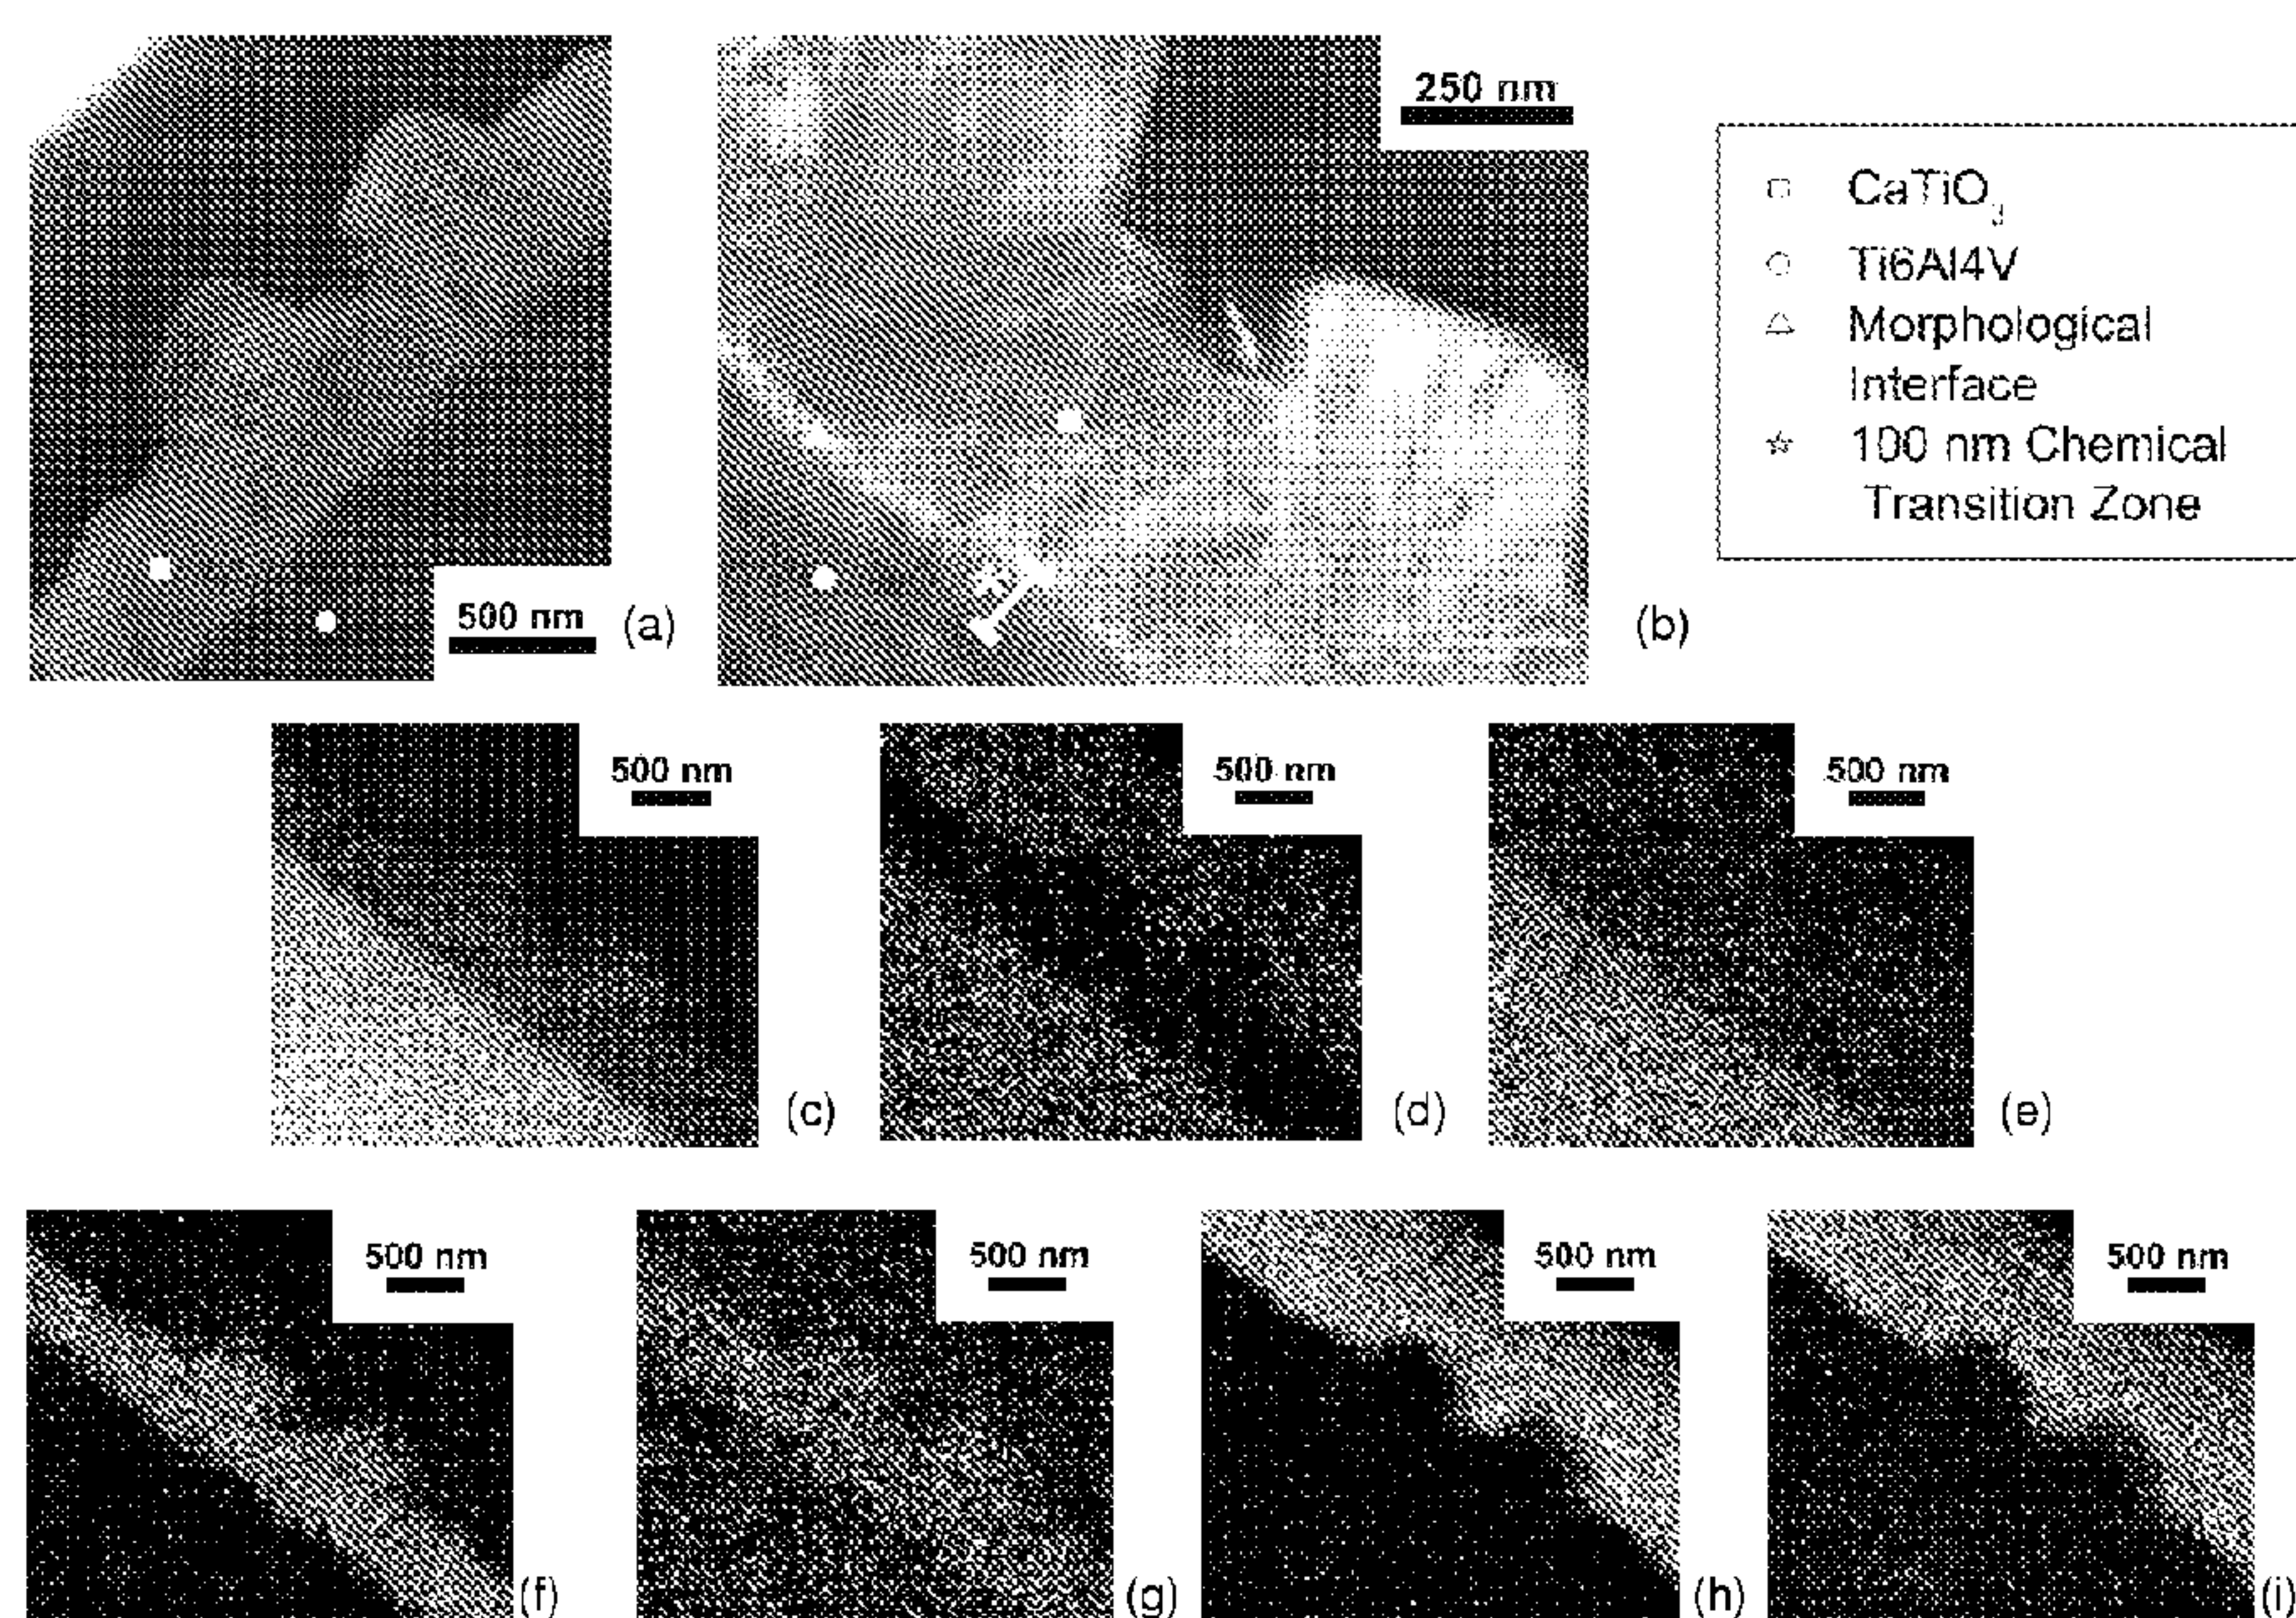 250 nm
CaTiO3
Ti6Al4V
Morphological
Interface
100 nm Chemical
Transition Zone
500 nm
(a)
(b)
500 nm
500 nm
500 nm
(c)
(d)
(e)
500 nm
500 nm
500 nm
500 nm
(f)
(g)
(h)
(i)